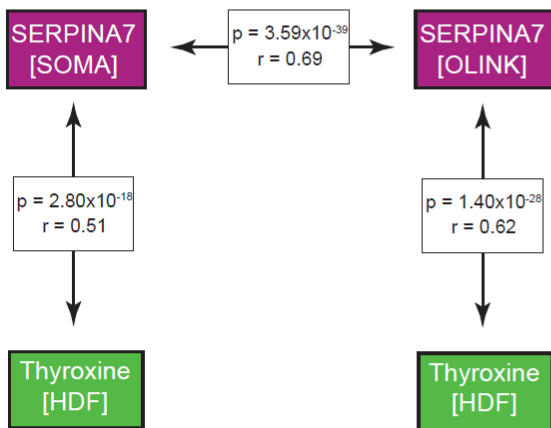 SERPINA7
[SOMA]
p = 3.59x10⁻³⁹
r = 0.69
SERPINA7
[OLINK]
p = 2.80x10⁻¹⁸
r = 0.51
p = 1.40x10⁻²⁸
r = 0.62
Thyroxine
[HDF]
Thyroxine
[HDF]